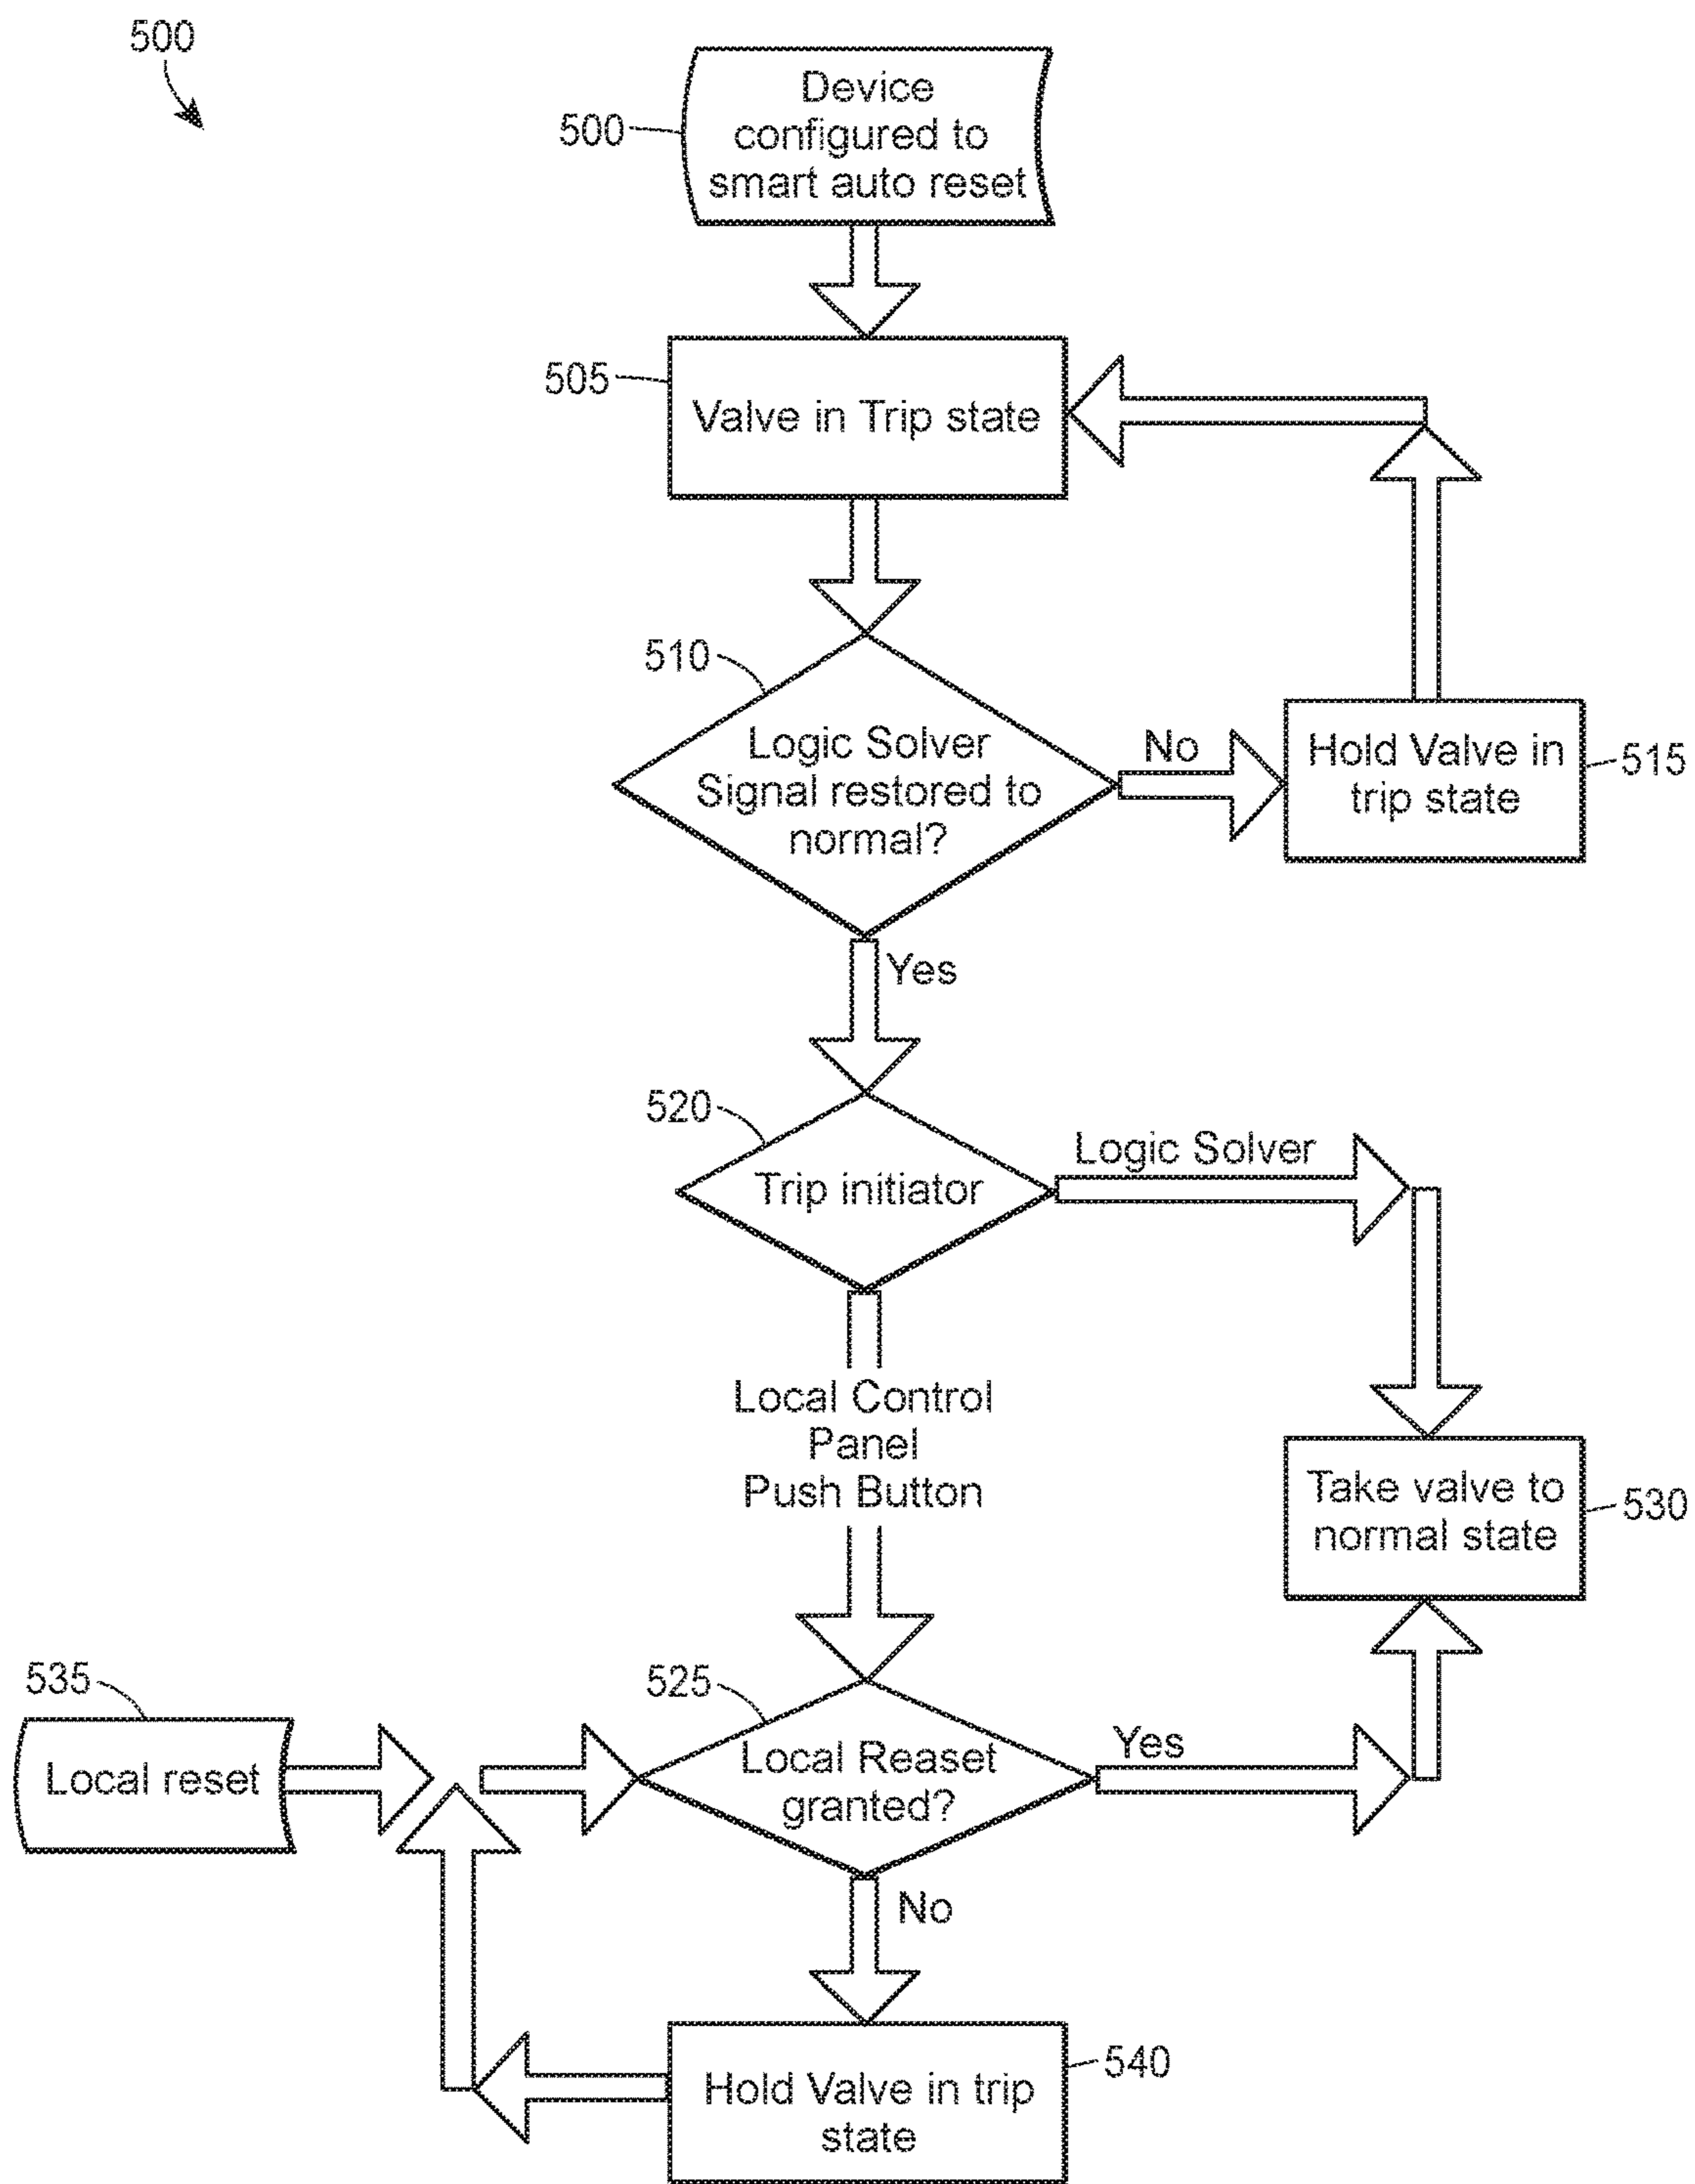 500
500
Device
configured to
smart auto reset
505
Valve in Trip state
510
Logic Solver
Signal restored to
normal?
No
Hold Valve in
trip state
515
Yes
520
Trip initiator
Logic Solver
Local Control
Panel
Push Button
Take valve to
normal state
530
535
Local reset
525
Local Reaset
granted?
Yes
No
Hold Valve in trip
state
540